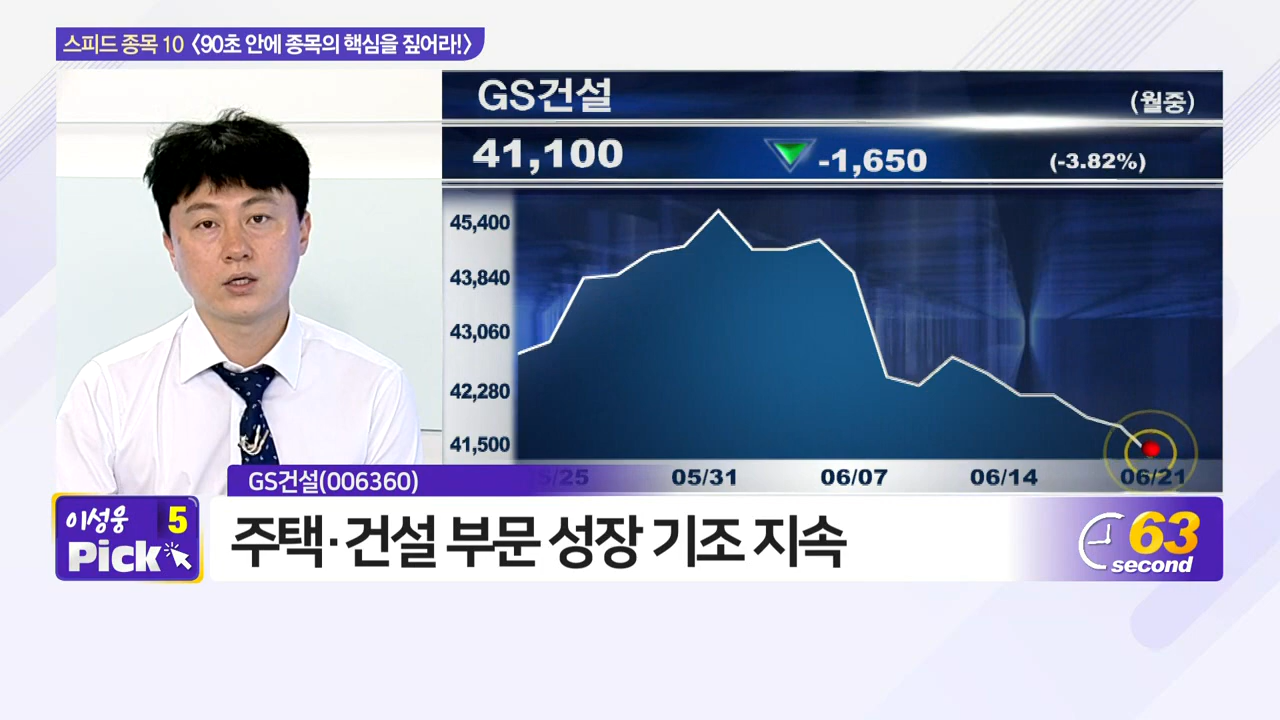 스피드 종목 10 <90초 안에 종목의 핵심을 짚어라!>
GS건설
(월중)
41,100
-1,650
(-3.82%)
45,400
43,840
43,060
42,280
41,500
/25
05/31
06/07
06/14
06/21
GS건설(006360)
이성웅 5
Pick
주택·건설 부문 성장 기조 지속
63
second